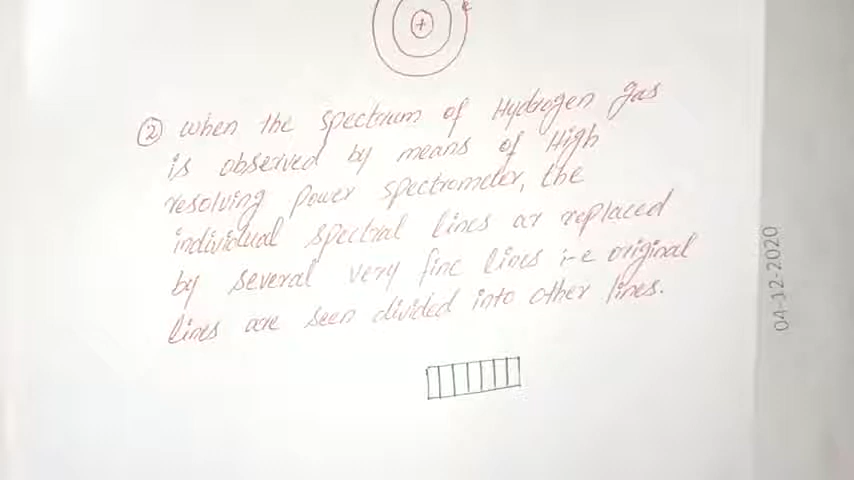 +
e
② When the spectrum of Hydrogen gas
is observed by means of High
resolving power spectrometer, the
individual spectral lines ar replaced
by several very fine lines i-e original
lines are seen divided into other lines.
04-12-2020